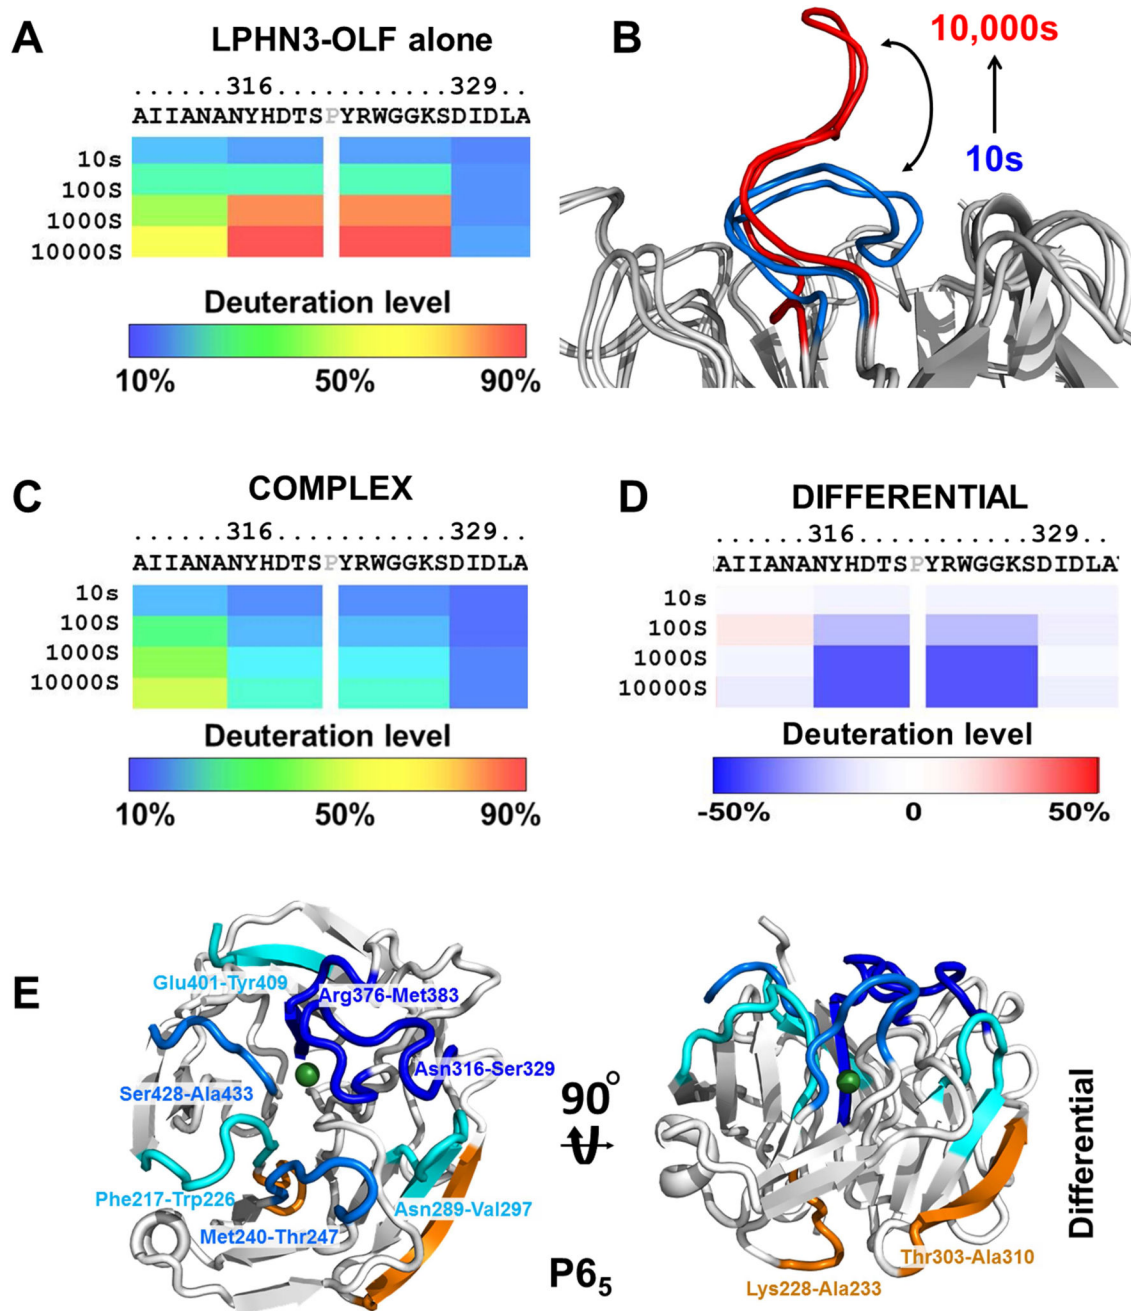 A
LPHN3-OLF alone
......316..........329..
AIIANANYHDTSPYRWGGKSDIDLA
10s
100S
1000S
10000S
Deuteration level
10% 50% 90%
B
10,000s
10s
C
COMPLEX
......316..........329..
AIIANANYHDTSPYRWGGKSDIDLA
10s
100S
1000S
10000S
Deuteration level
10% 50% 90%
D
DIFFERENTIAL
......316..........329..
AIIANANYHDTSPYRWGGKSDIDLAY
10s
100S
1000S
10000S
Deuteration level
-50% 0 50%
E
Glu401-Tyr409
Arg376-Met383
Asn316-Ser329
Ser428-Ala433
Phe217-Trp226
Asn289-Val297
Met240-Thr247
90°
P6₅
Lys228-Ala233
Thr303-Ala310
Differential